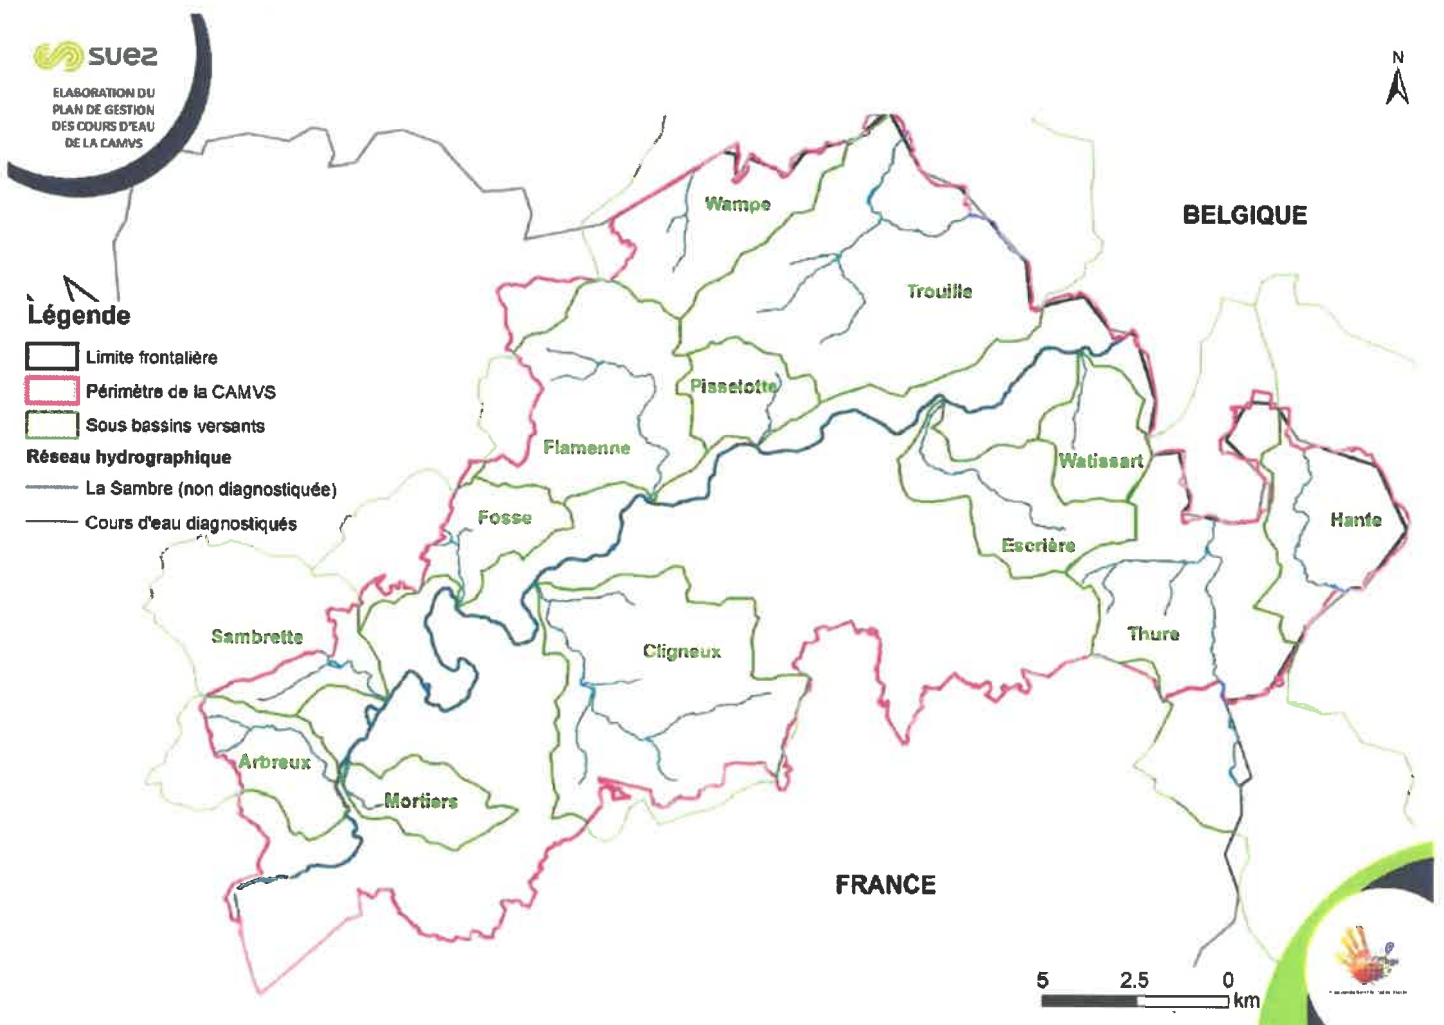 suez
ELABORATION DU
PLAN DE GESTION
DES COURS D'EAU
DE LA CAMVS
N
BELGIQUE
Wampe
Trouille
Légende
Limite frontalière
Périmètre de la CAMVS
Sous bassins versants
Réseau hydrographique
La Sambre (non diagnostiquée)
Cours d'eau diagnostiqués
Pisselotte
Flamenne
Watissart
Fosse
Hante
Escrière
Sambrette
Thure
Cligneux
Arbreux
Mortiers
FRANCE
5 2.5 0
km